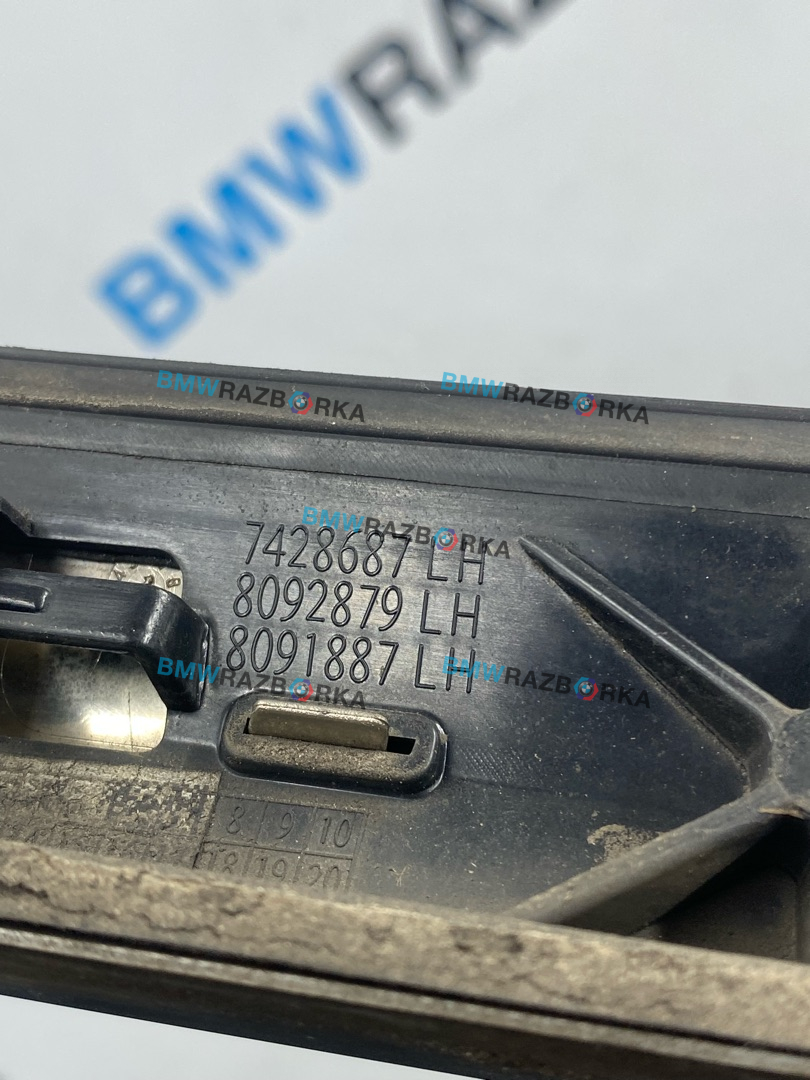 BMWRAZ
BMWRAZBORKA
BMWRAZBORKA
BMWRAZBORKA
7428687 LH
8092879 LH
8091887 LH
BMWRAZBORKA
BMWRAZBORKA
8 9 10
18 19 20